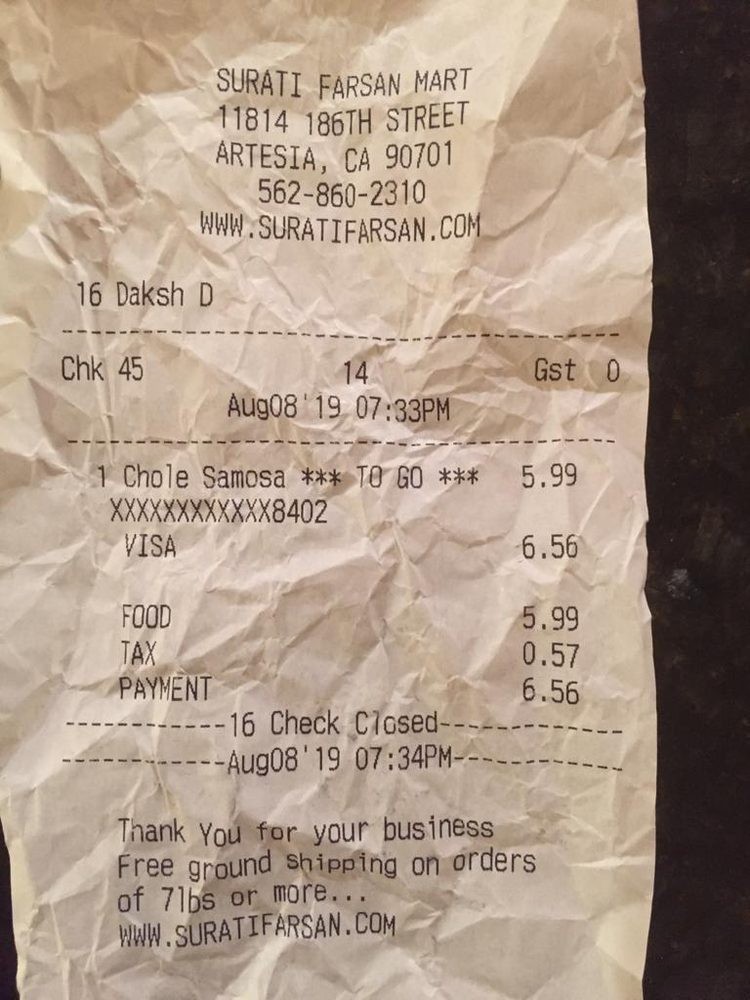 SURATI FARSAN MART
11814 186TH STREET
ARTESIA, CA 90701
562-860-2310
WWW.SURATIFARSAN.COM
16 Daksh D
--------------------------------
Chk 45 14 Gst 0
Aug08'19 07:33PM
--------------------------------
1 Chole Samosa *** TO GO *** 5.99
XXXXXXXXXXXX8402
VISA 6.56
FOOD 5.99
TAX 0.57
PAYMENT 6.56
------------16 Check Closed------------
------------Aug08'19 07:34PM------------
Thank You for your business
Free ground shipping on orders
of 7lbs or more...
WWW.SURATIFARSAN.COM